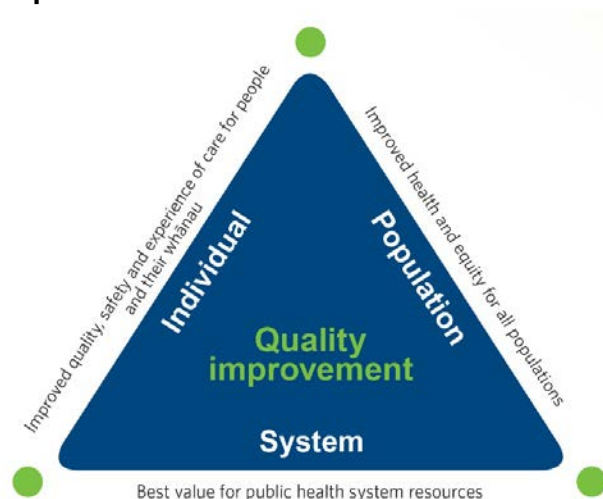 Improved quality, safety and experience of care for people
and their whānau
Individual
Improved health and equity for all populations
Population
Quality
improvement
System
Best value for public health system resources